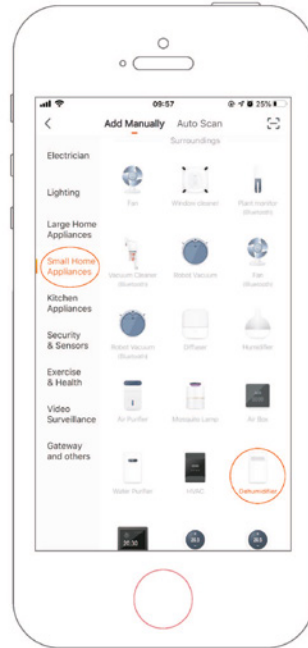 09:57
25%
Add Manually Auto Scan
Surroundings
Electrician
Lighting
Large Home
Appliances
Small Home
Appliances
Kitchen
Appliances
Security
& Sensors
Exercise
& Health
Video
Surveillance
Gateway
and others
Fan
Window cleaner
Plant monitor
(Bluetooth)
Vacuum Cleaner
(Bluetooth)
Robot Vacuum
Fan
(Bluetooth)
Robot Vacuum
(Bluetooth)
Diffuser
Humidifier
Air Purifier
Mosquito Lamp
Air Box
Water Purifier
HVAC
Dehumidifier
20:30